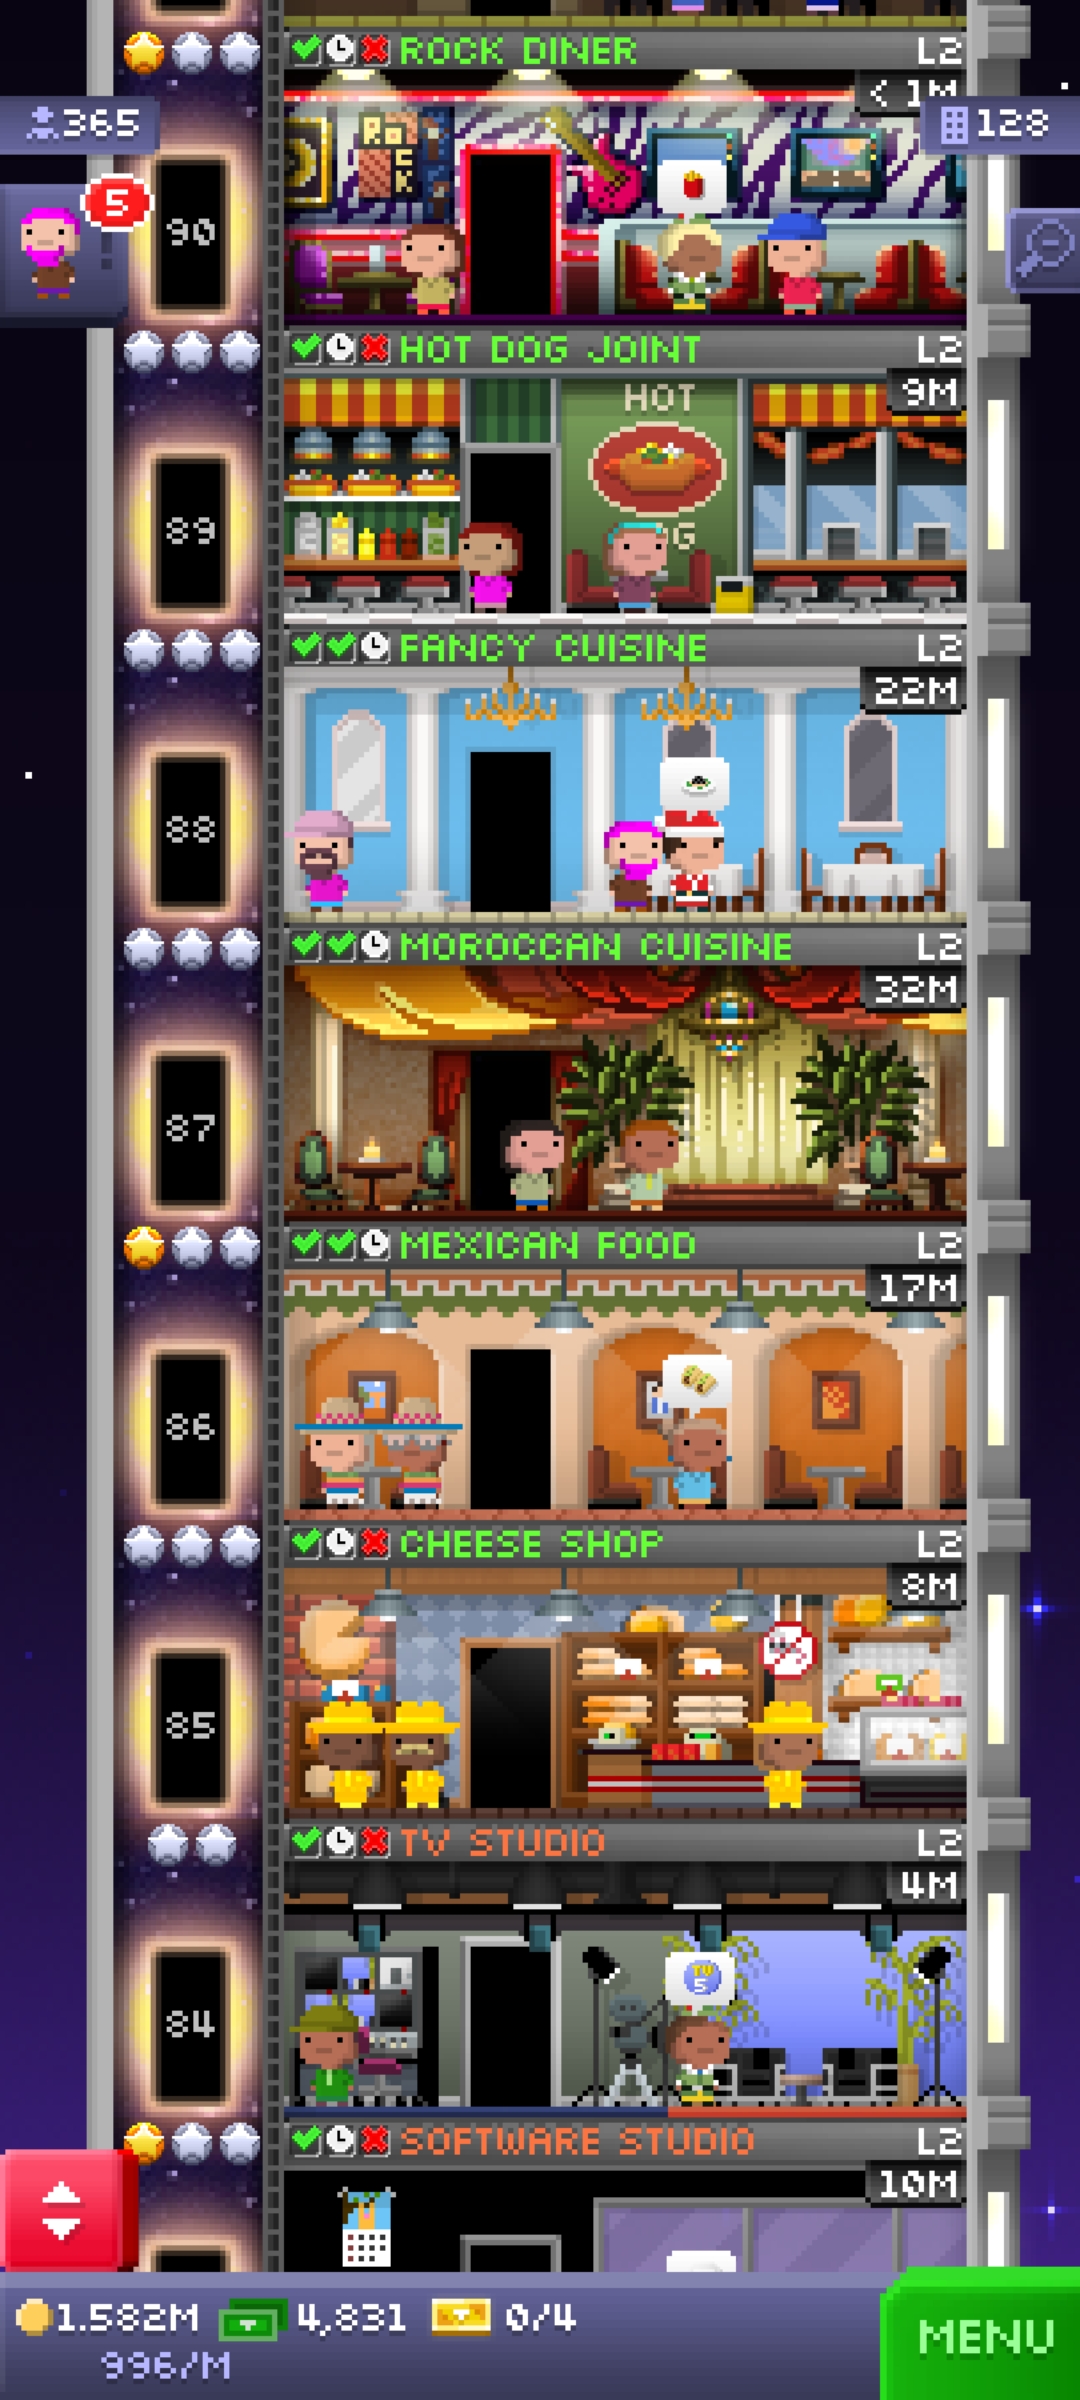 ROCK DINER L2
< 1M
365
128
5
ROCK
90
HOT DOG JOINT L2
9M
HOT
89
FANCY CUISINE L2
22M
88
MOROCCAN CUISINE L2
32M
87
MEXICAN FOOD L2
17M
86
CHEESE SHOP L2
8M
85
TV STUDIO L2
4M
TV
5
84
SOFTWARE STUDIO L2
10M
1.582M 4,831 0/4
996/M
MENU